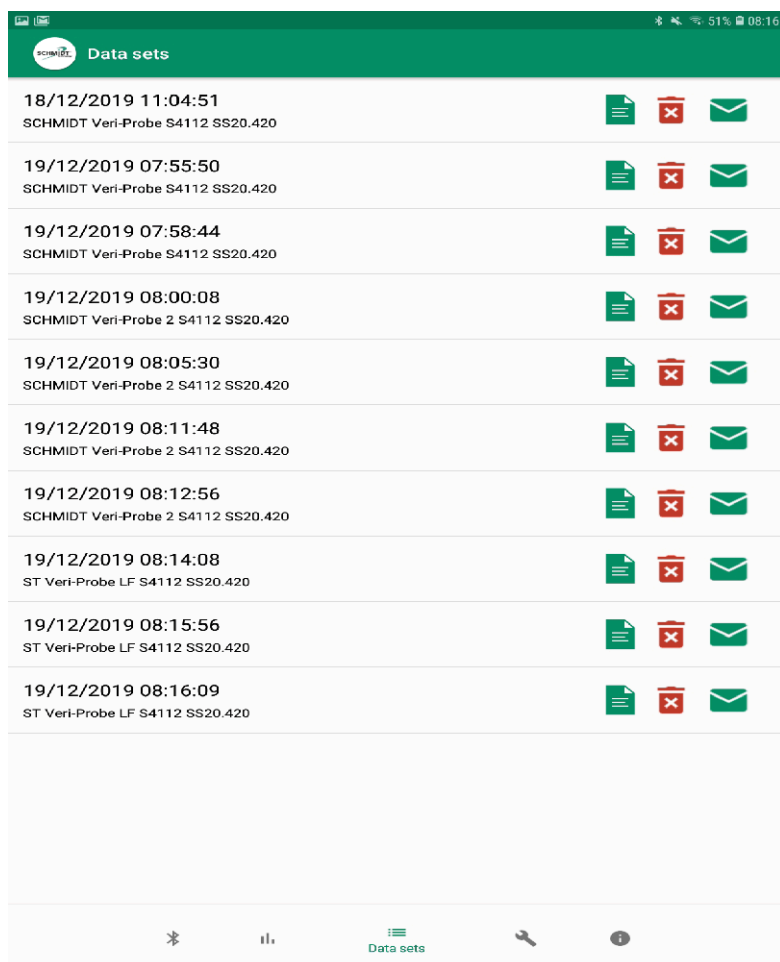 51% 08:16
SCHMIDT Data sets
18/12/2019 11:04:51
SCHMIDT Veri-Probe S4112 SS20.420
19/12/2019 07:55:50
SCHMIDT Veri-Probe S4112 SS20.420
19/12/2019 07:58:44
SCHMIDT Veri-Probe S4112 SS20.420
19/12/2019 08:00:08
SCHMIDT Veri-Probe 2 S4112 SS20.420
19/12/2019 08:05:30
SCHMIDT Veri-Probe 2 S4112 SS20.420
19/12/2019 08:11:48
SCHMIDT Veri-Probe 2 S4112 SS20.420
19/12/2019 08:12:56
SCHMIDT Veri-Probe 2 S4112 SS20.420
19/12/2019 08:14:08
ST Veri-Probe LF S4112 SS20.420
19/12/2019 08:15:56
ST Veri-Probe LF S4112 SS20.420
19/12/2019 08:16:09
ST Veri-Probe LF S4112 SS20.420
Data sets